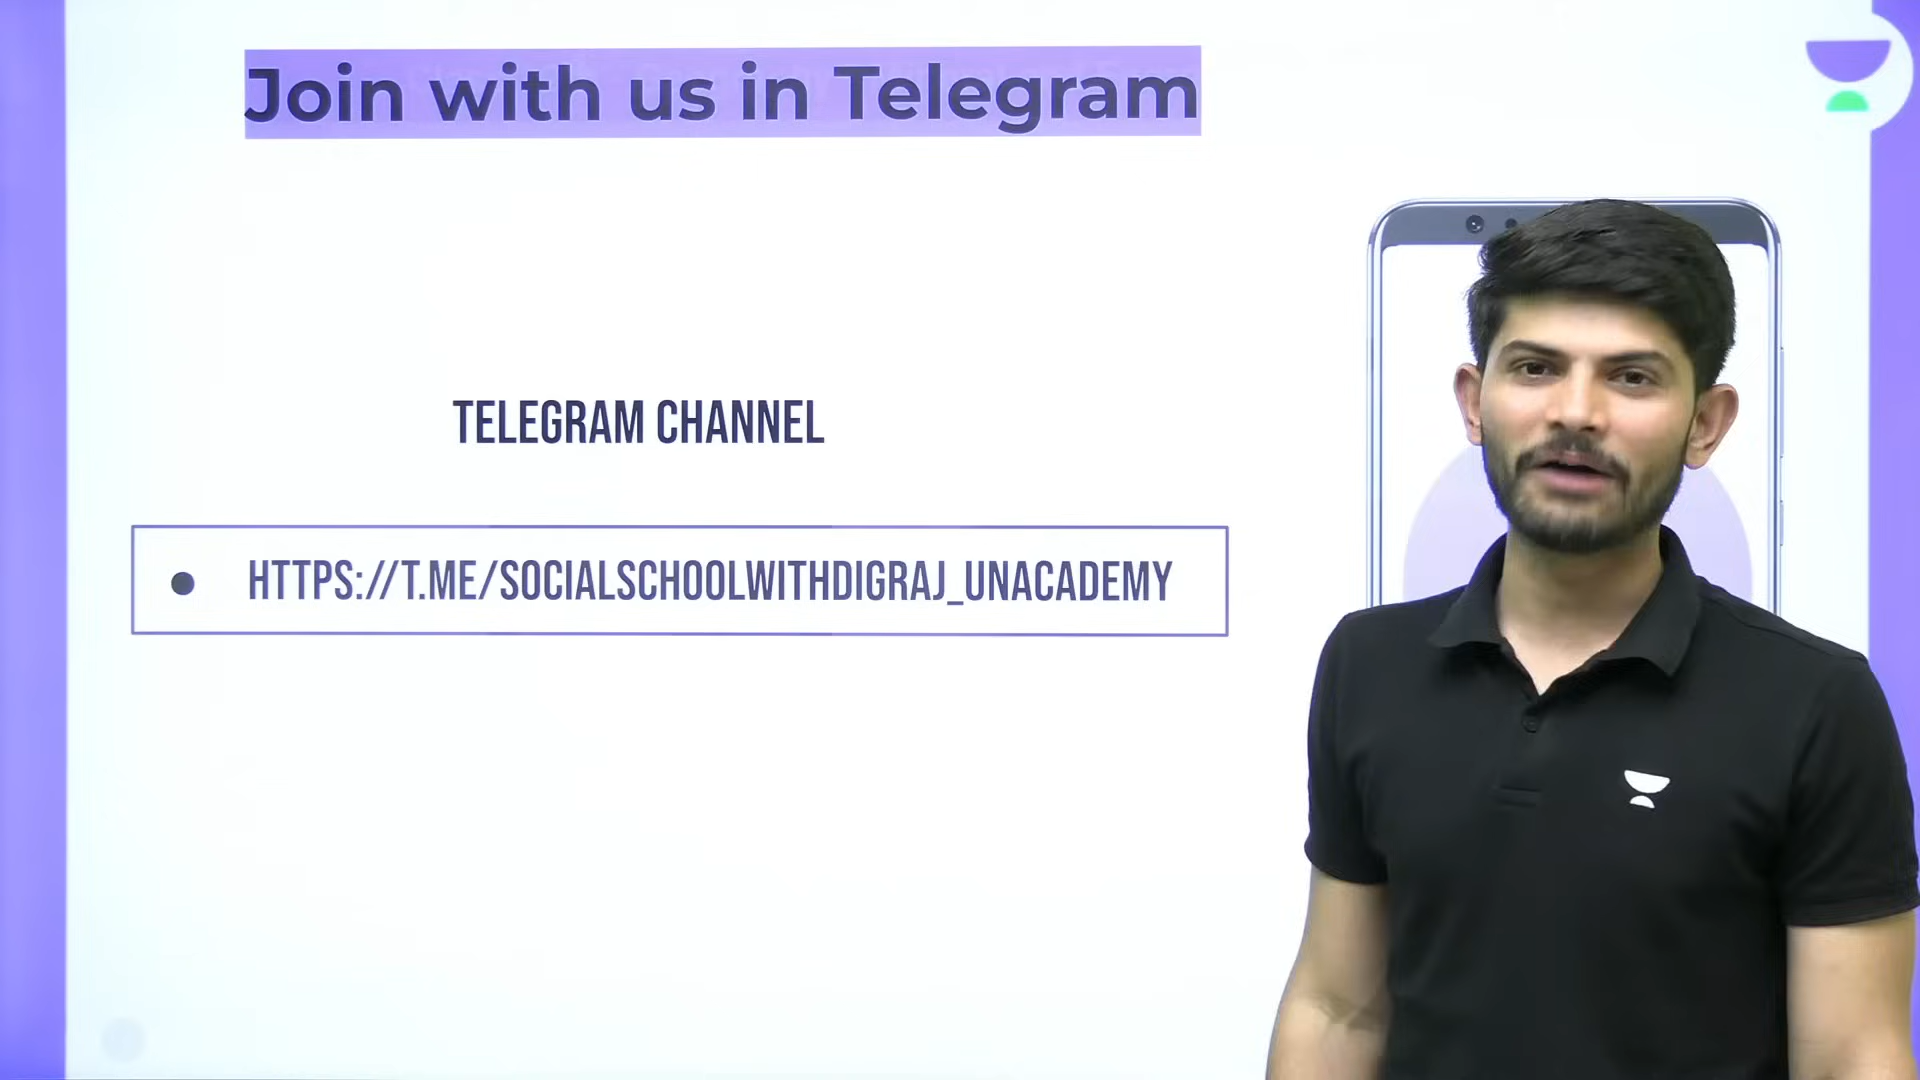 Join with us in Telegram
TELEGRAM CHANNEL
● HTTPS://T.ME/SOCIALSCHOOLWITHDIGRAJ_UNACADEMY